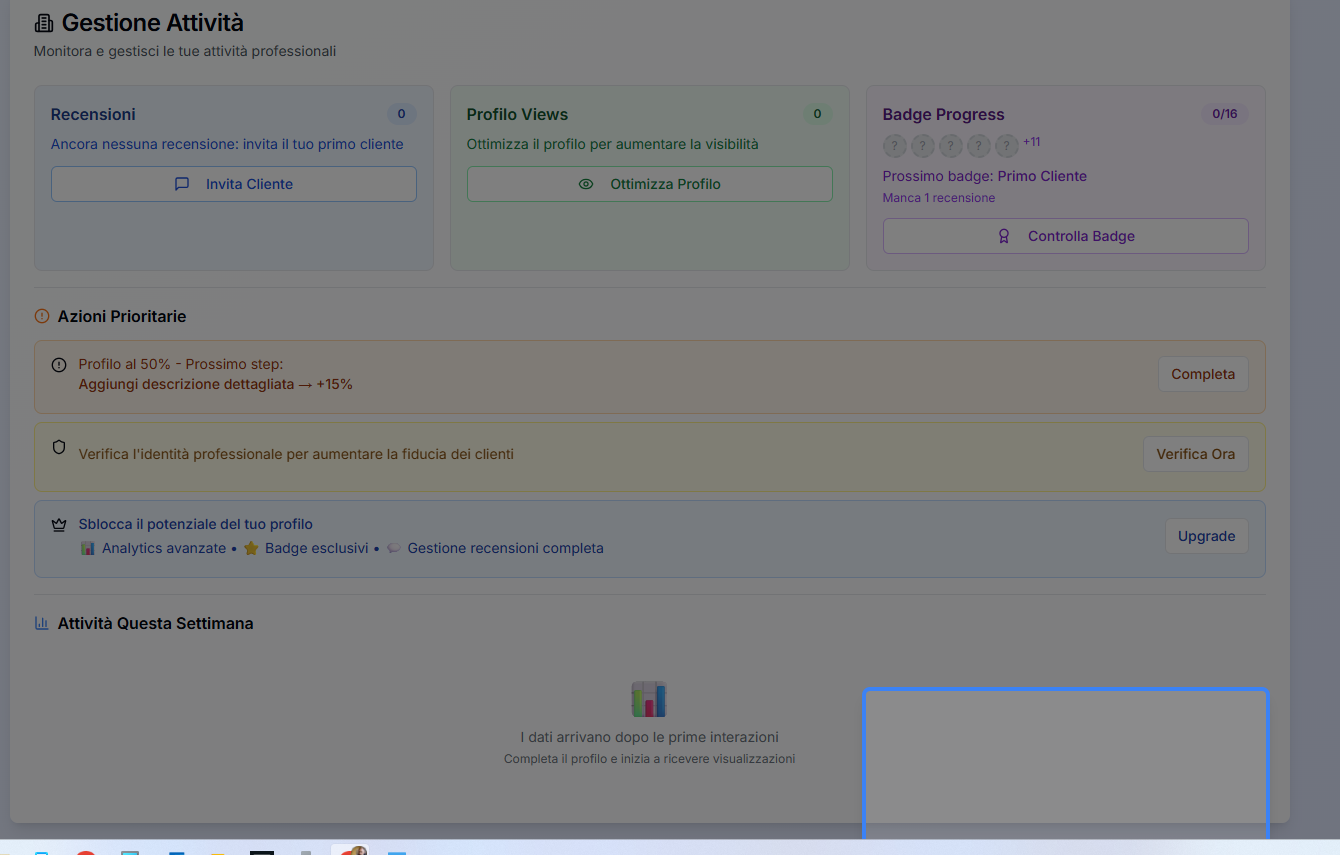 Gestione Attività
Monitora e gestisci le tue attività professionali
Recensioni
0
Ancora nessuna recensione: invita il tuo primo cliente
Invita Cliente
Profilo Views
0
Ottimizza il profilo per aumentare la visibilità
Ottimizza Profilo
Badge Progress
0/16
? ? ? ? ? +11
Prossimo badge: Primo Cliente
Manca 1 recensione
Controlla Badge
Azioni Prioritarie
Profilo al 50% - Prossimo step:
Aggiungi descrizione dettagliata → +15%
Completa
Verifica l'identità professionale per aumentare la fiducia dei clienti
Verifica Ora
Sblocca il potenziale del tuo profilo
Analytics avanzate • Badge esclusivi • Gestione recensioni completa
Upgrade
Attività Questa Settimana
I dati arrivano dopo le prime interazioni
Completa il profilo e inizia a ricevere visualizzazioni